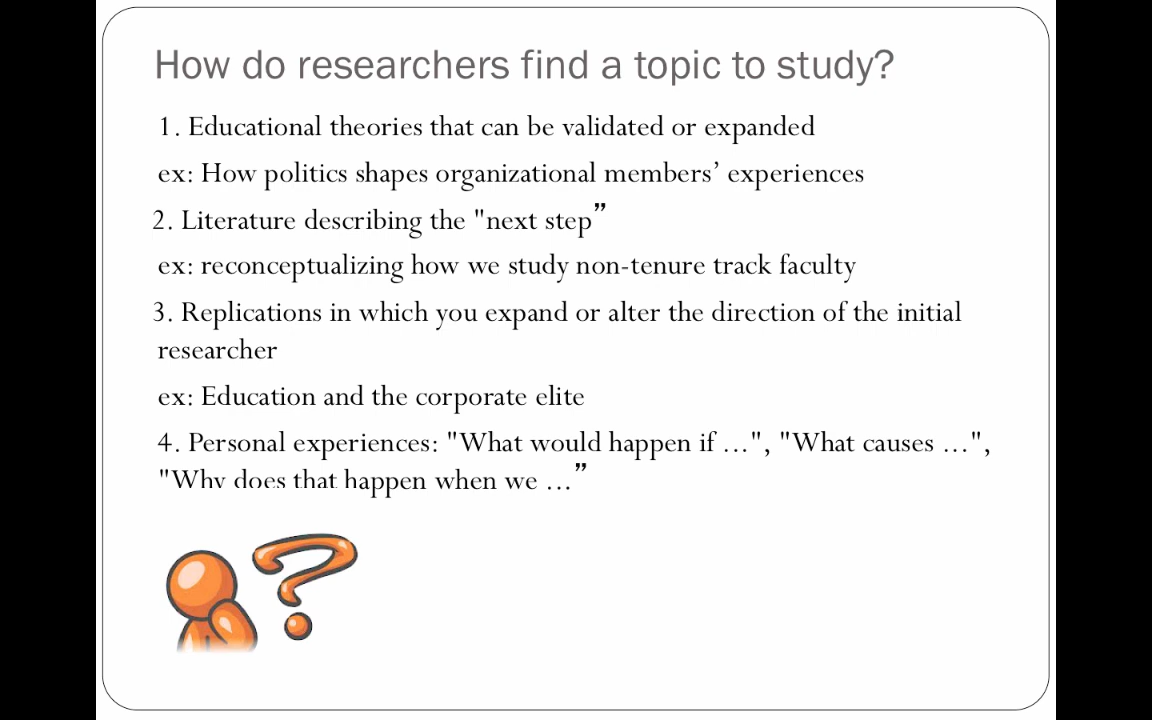 How do researchers find a topic to study?
1. Educational theories that can be validated or expanded
ex: How politics shapes organizational members’ experiences
2. Literature describing the "next step”
ex: reconceptualizing how we study non-tenure track faculty
3. Replications in which you expand or alter the direction of the initial
researcher
ex: Education and the corporate elite
4. Personal experiences: "What would happen if …", "What causes …",
"Why does that happen when we …”